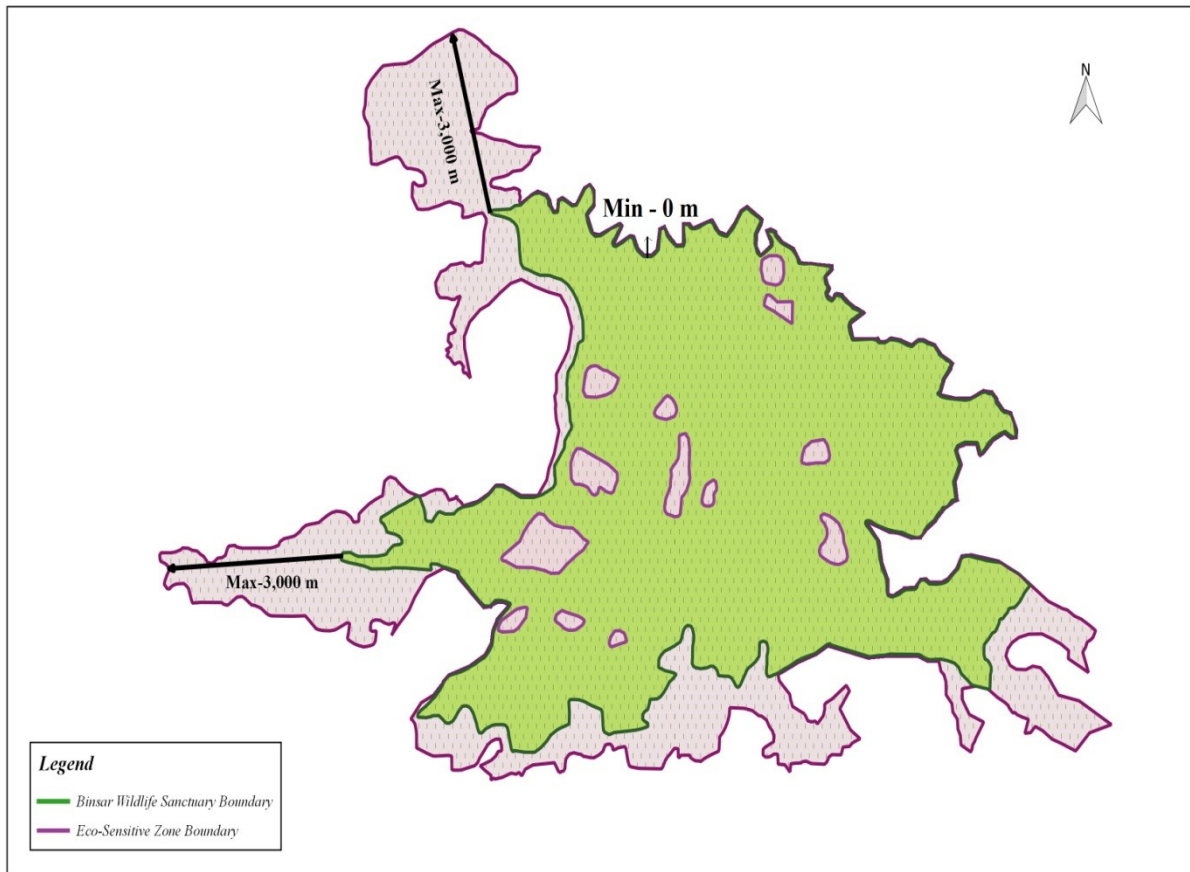 N
Max-3,000 m
Min - 0 m
Max-3,000 m
Legend
Binsar Wildlife Sanctuary Boundary
Eco-Sensitive Zone Boundary